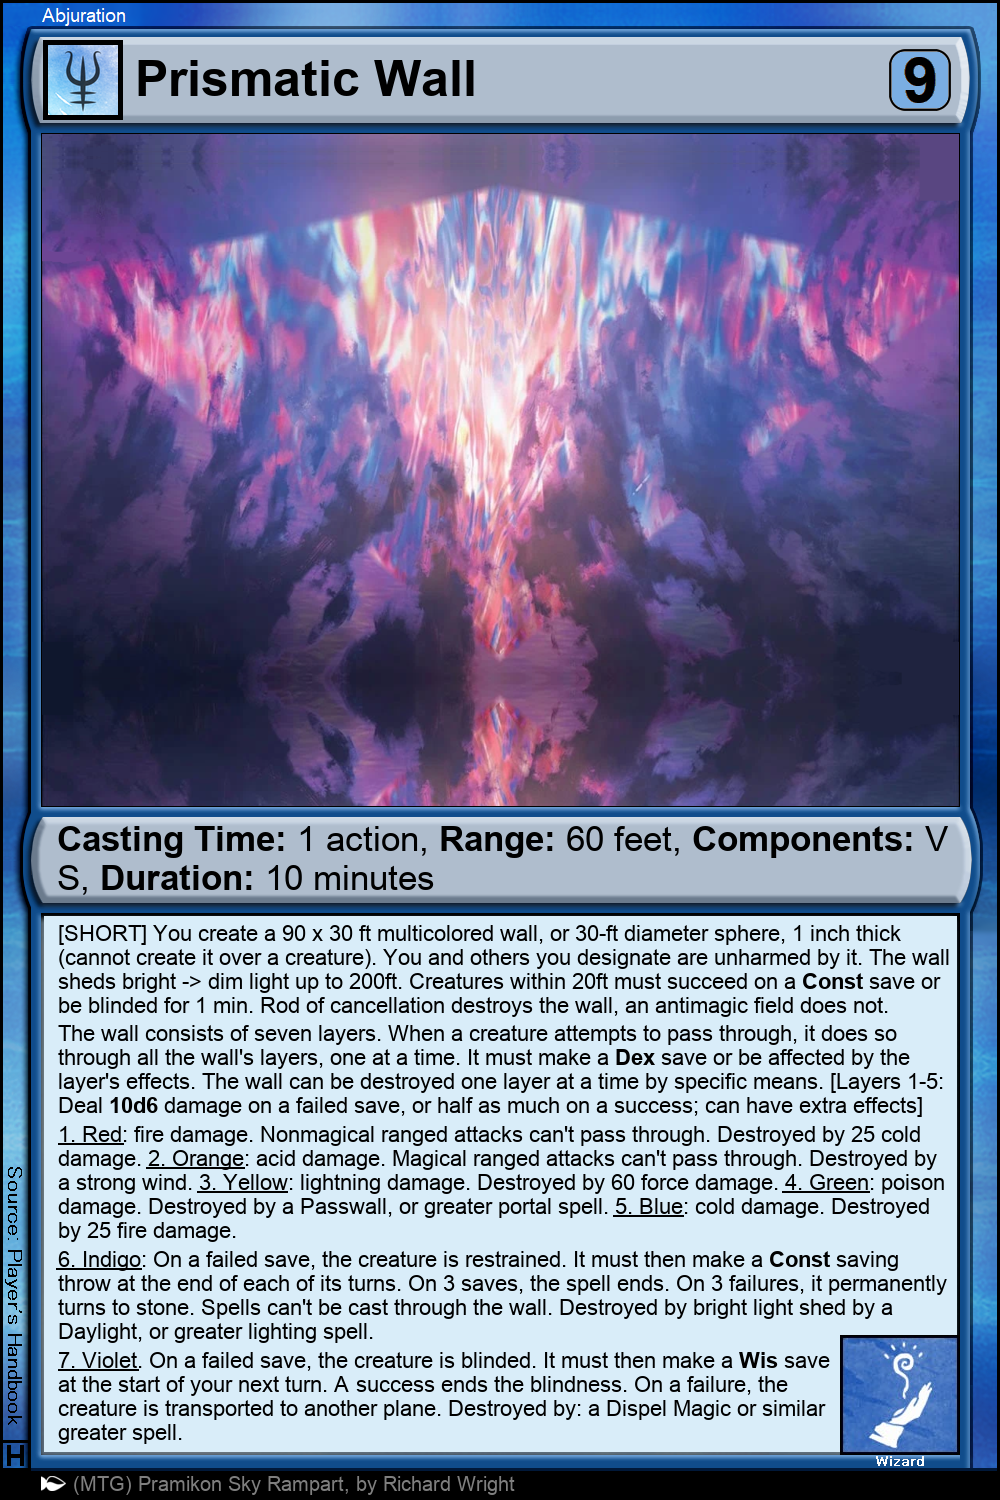 Abjuration
Prismatic Wall
9
Casting Time: 1 action, Range: 60 feet, Components: V
S, Duration: 10 minutes
[SHORT] You create a 90 x 30 ft multicolored wall, or 30-ft diameter sphere, 1 inch thick
(cannot create it over a creature). You and others you designate are unharmed by it. The wall
sheds bright -> dim light up to 200ft. Creatures within 20ft must succeed on a Const save or
be blinded for 1 min. Rod of cancellation destroys the wall, an antimagic field does not.
The wall consists of seven layers. When a creature attempts to pass through, it does so
through all the wall's layers, one at a time. It must make a Dex save or be affected by the
layer's effects. The wall can be destroyed one layer at a time by specific means. [Layers 1-5:
Deal 10d6 damage on a failed save, or half as much on a success; can have extra effects]
1. Red: fire damage. Nonmagical ranged attacks can't pass through. Destroyed by 25 cold
damage. 2. Orange: acid damage. Magical ranged attacks can't pass through. Destroyed by
a strong wind. 3. Yellow: lightning damage. Destroyed by 60 force damage. 4. Green: poison
damage. Destroyed by a Passwall, or greater portal spell. 5. Blue: cold damage. Destroyed
by 25 fire damage.
6. Indigo: On a failed save, the creature is restrained. It must then make a Const saving
throw at the end of each of its turns. On 3 saves, the spell ends. On 3 failures, it permanently
turns to stone. Spells can't be cast through the wall. Destroyed by bright light shed by a
Daylight, or greater lighting spell.
7. Violet. On a failed save, the creature is blinded. It must then make a Wis save
at the start of your next turn. A success ends the blindness. On a failure, the
creature is transported to another plane. Destroyed by: a Dispel Magic or similar
greater spell.
Wizard
Source: Player's Handbook
H
(MTG) Pramikon Sky Rampart, by Richard Wright